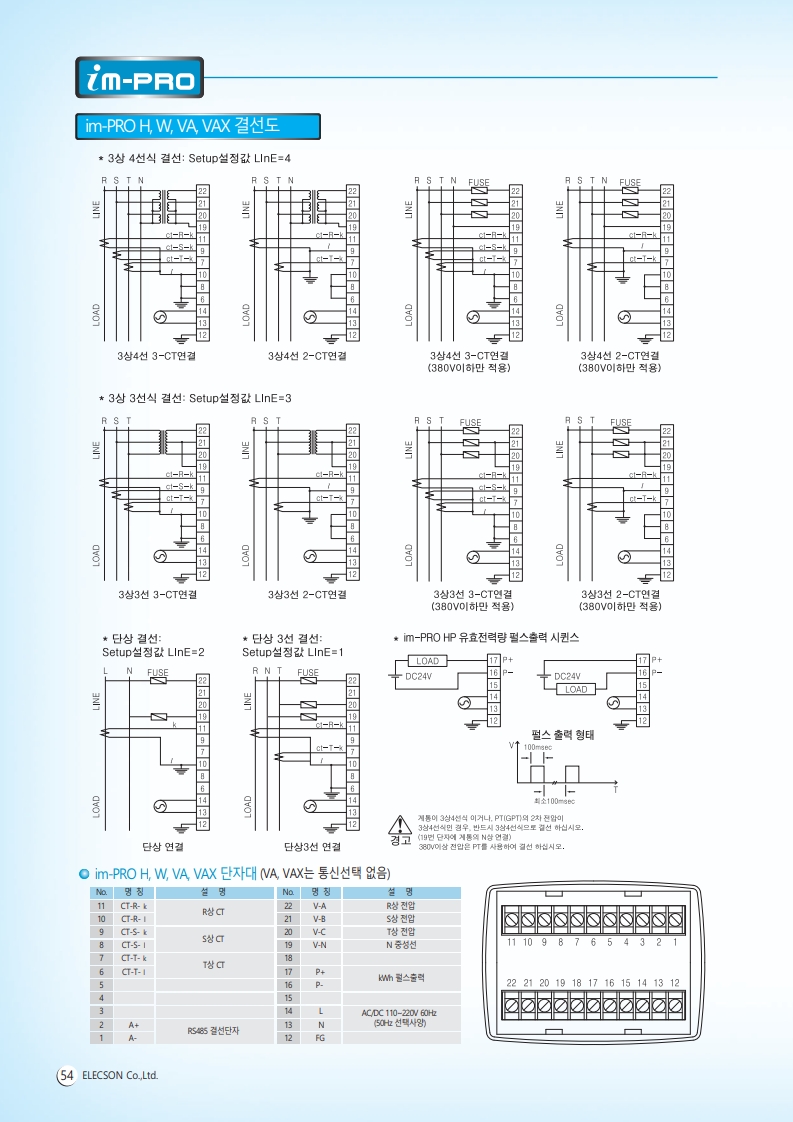 im-PRO
im-PRO H, W, VA, VAX 결선도
* 3상 4선식 결선: Setup설정값 LInE=4
R S T N
LINE
LOAD
ct-R-k
ct-S-k
ct-T-k
l
22
21
20
19
11
9
7
10
8
6
14
13
12
3상4선 3-CT연결
R S T N
LINE
LOAD
ct-R-k
l
ct-T-k
22
21
20
19
11
9
7
10
8
6
14
13
12
3상4선 2-CT연결
R S T N FUSE
LINE
LOAD
ct-R-k
ct-S-k
ct-T-k
l
22
21
20
19
11
9
7
10
8
6
14
13
12
3상4선 3-CT연결
(380V이하만 적용)
R S T N FUSE
LINE
LOAD
ct-R-k
l
ct-T-k
22
21
20
19
11
9
7
10
8
6
14
13
12
3상4선 2-CT연결
(380V이하만 적용)
* 3상 3선식 결선: Setup설정값 LInE=3
R S T
LINE
LOAD
ct-R-k
ct-S-k
ct-T-k
l
22
21
20
19
11
9
7
10
8
6
14
13
12
3상3선 3-CT연결
R S T
LINE
LOAD
ct-R-k
l
ct-T-k
22
21
20
19
11
9
7
10
8
6
14
13
12
3상3선 2-CT연결
R S T FUSE
LINE
LOAD
ct-R-k
ct-S-k
ct-T-k
l
22
21
20
19
11
9
7
10
8
6
14
13
12
3상3선 3-CT연결
(380V이하만 적용)
R S T FUSE
LINE
LOAD
ct-R-k
l
ct-T-k
22
21
20
19
11
9
7
10
8
6
14
13
12
3상3선 2-CT연결
(380V이하만 적용)
* 단상 결선:
Setup설정값 LInE=2
L N FUSE
LINE
LOAD
k
l
22
21
20
19
11
9
7
10
8
6
14
13
12
단상 연결
* 단상 3선 결선:
Setup설정값 LInE=1
R N T FUSE
LINE
LOAD
ct-R-k
ct-T-k
l
22
21
20
19
11
9
7
10
8
6
14
13
12
단상3선 연결
* im-PRO HP 유효전력량 펄스출력 시퀀스
LOAD
DC24V
17 P+
16 P-
15
14
13
12
DC24V
LOAD
17 P+
16 P-
15
14
13
12
펄스 출력 형태
V
100msec
T
최소100msec
경고
계통이 3상4선식 이거나, PT(GPT)의 2차 전압이
3상4선식인 경우, 반드시 3상4선식으로 결선 하십시오.
(19번 단자에 계통의 N상 연결)
380V이상 전압은 PT를 사용하여 결선 하십시오.
im-PRO H, W, VA, VAX 단자대 (VA, VAX는 통신선택 없음)
No. 명 칭 설 명 No. 명 칭 설 명
11 CT-R- k R상 CT 22 V-A R상 전압
10 CT-R- l 21 V-B S상 전압
9 CT-S- k S상 CT 20 V-C T상 전압
8 CT-S- l 19 V-N N 중성선
7 CT-T- k T상 CT 18
6 CT-T- l 17 P+ kWh 펄스출력
5 16 P-
4 15
3 14 L AC/DC 110~220V 60Hz
2 A+ RS485 결선단자 13 N (50Hz 선택사양)
1 A- 12 FG
11 10 9 8 7 6 5 4 3 2 1
22 21 20 19 18 17 16 15 14 13 12
54 ELECSON Co.,Ltd.